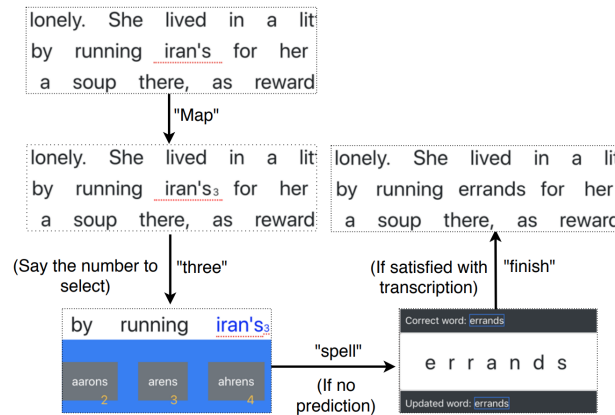 lonely. She lived in a lit
by running iran's for her
a soup there, as reward
"Map"
lonely. She lived in a lit
by running iran's3 for her
a soup there, as reward
(Say the number to
select)
"three"
by running iran's3
aarons 2
arens 3
ahrens 4
"spell"
(If no
prediction)
Correct word: errands
e r r a n d s
Updated word: errands
(If satisfied with
transcription)
"finish"
lonely. She lived in a lit
by running errands for her
a soup there, as reward